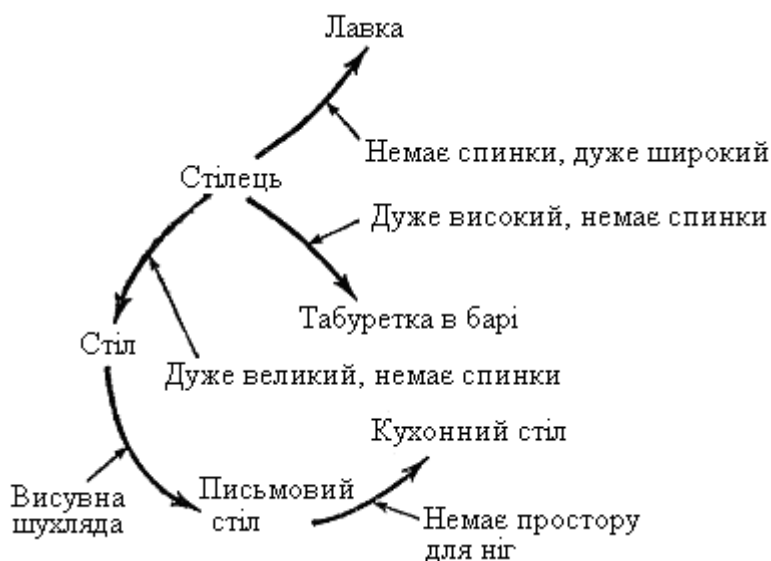 Лавка
Немає спинки, дуже широкий
Стілець
Дуже високий, немає спинки
Табуретка в барі
Стіл
Дуже великий, немає спинки
Кухонний стіл
Висувна
шухляда
Письмовий
стіл
Немає простору
для ніг